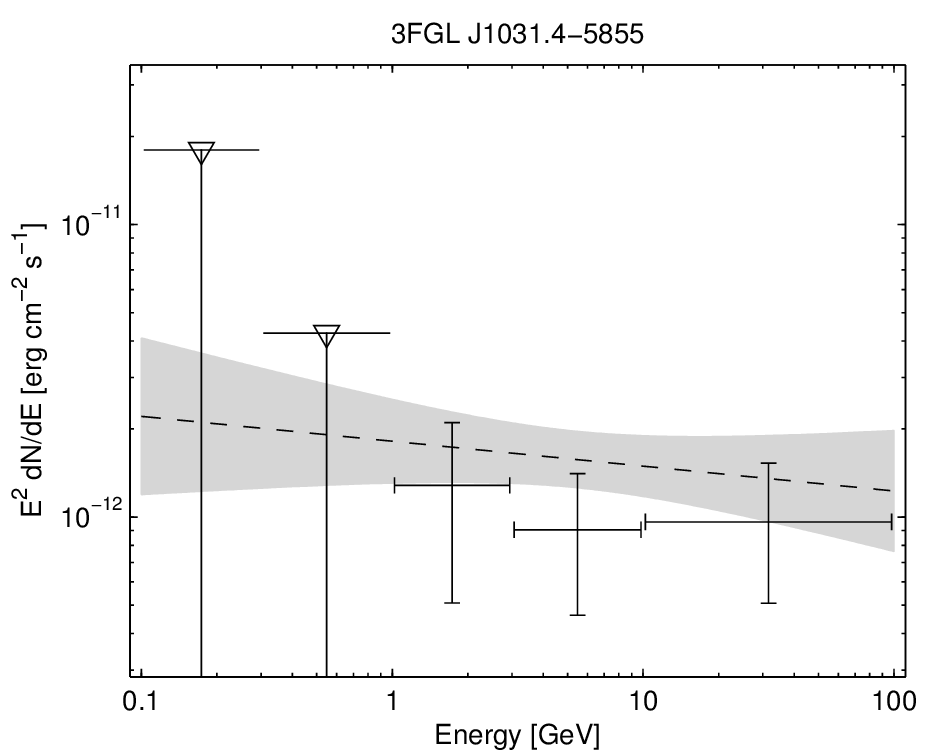 3FGL J1031.4−5855
E² dN/dE [erg cm⁻² s⁻¹]
10⁻¹¹
10⁻¹²
0.1 1 10 100
Energy [GeV]